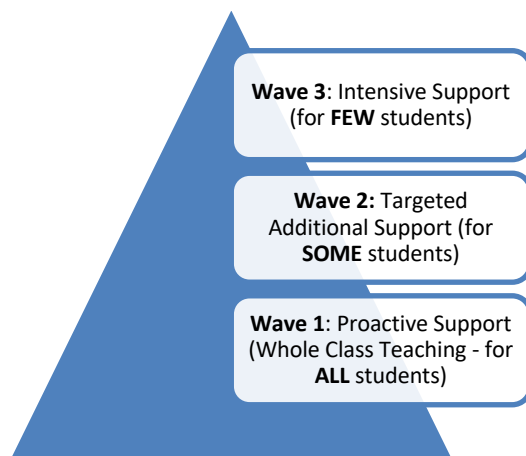 Wave 3: Intensive Support
(for FEW students)
Wave 2: Targeted
Additional Support (for
SOME students)
Wave 1: Proactive Support
(Whole Class Teaching - for
ALL students)